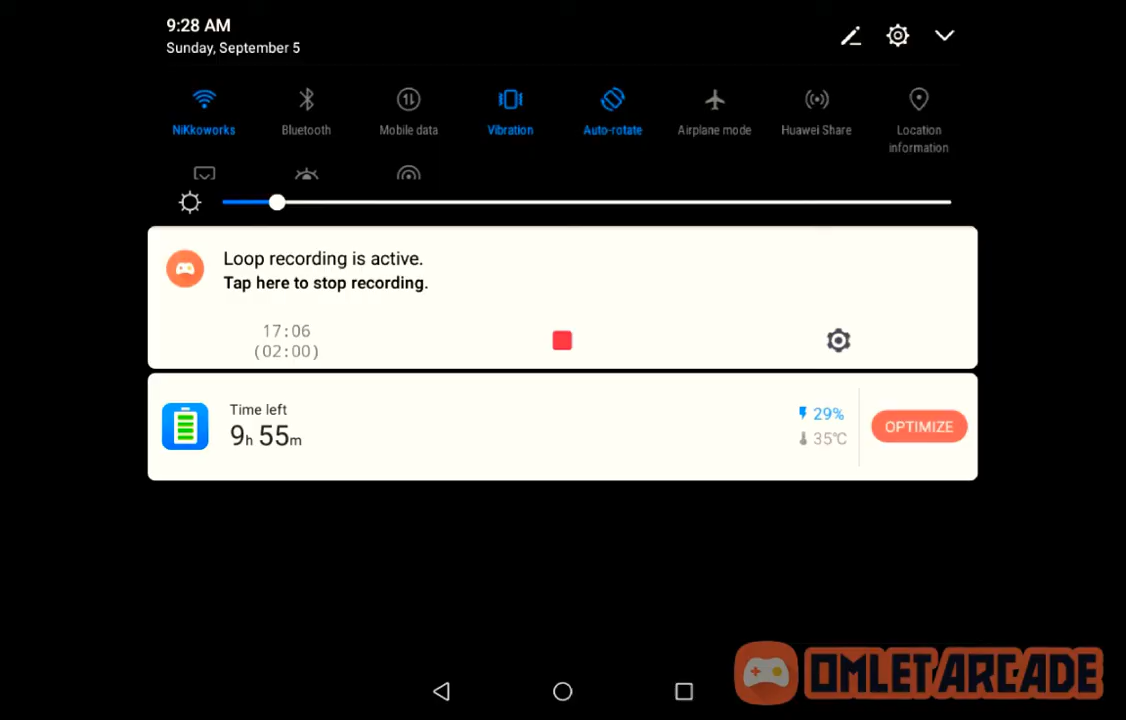 9:28 AM
Sunday, September 5
NiKkoworks
Bluetooth
Mobile data
Vibration
Auto-rotate
Airplane mode
Huawei Share
Location
information
Loop recording is active.
Tap here to stop recording.
17:06
(02:00)
Time left
9h 55m
29%
35℃
OPTIMIZE
OMLET ARCADE